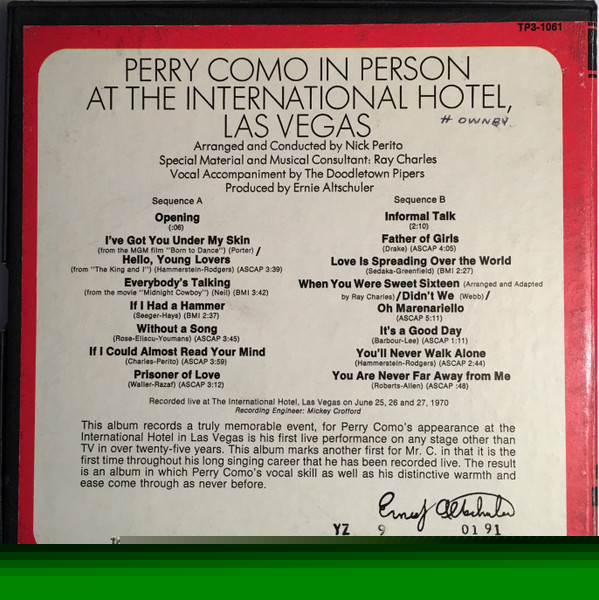 TP3-1061
PERRY COMO IN PERSON
AT THE INTERNATIONAL HOTEL,
LAS VEGAS
# OWNBY
Arranged and Conducted by Nick Perito
Special Material and Musical Consultant: Ray Charles
Vocal Accompaniment by The Doodletown Pipers
Produced by Ernie Altschuler
Sequence A
Opening
(:06)
I've Got You Under My Skin
(from the MGM film "Born to Dance") (Porter) /
Hello, Young Lovers
(from "The King and I") (Hammerstein-Rodgers) (ASCAP 3:39)
Everybody's Talking
(from the movie "Midnight Cowboy") (Neil) (BMI 3:42)
If I Had a Hammer
(Seeger-Hays) (BMI 2:37)
Without a Song
(Rose-Eliscu-Youmans) (ASCAP 3:45)
If I Could Almost Read Your Mind
(Charles-Perito) (ASCAP 3:59)
Prisoner of Love
(Waller-Razaf) (ASCAP 3:12)
Sequence B
Informal Talk
(2:10)
Father of Girls
(Drake) (ASCAP 4:05)
Love Is Spreading Over the World
(Sedaka-Greenfield) (BMI 2:27)
When You Were Sweet Sixteen (Arranged and Adapted
by Ray Charles) / Didn't We (Webb) /
Oh Marenariello
(ASCAP 5:11)
It's a Good Day
(Barbour-Lee) (ASCAP 1:11)
You'll Never Walk Alone
(Hammerstein-Rodgers) (ASCAP 2:44)
You Are Never Far Away from Me
(Roberts-Allen) (ASCAP :48)
Recorded live at The International Hotel, Las Vegas on June 25, 26 and 27, 1970
Recording Engineer: Mickey Crofford
This album records a truly memorable event, for Perry Como's appearance at the
International Hotel in Las Vegas is his first live performance on any stage other than
TV in over twenty-five years. This album marks another first for Mr. C. in that it is the
first time throughout his long singing career that he has been recorded live. The result
is an album in which Perry Como's vocal skill as well as his distinctive warmth and
ease come through as never before.
Ernest Altschuler
YZ 9 0191